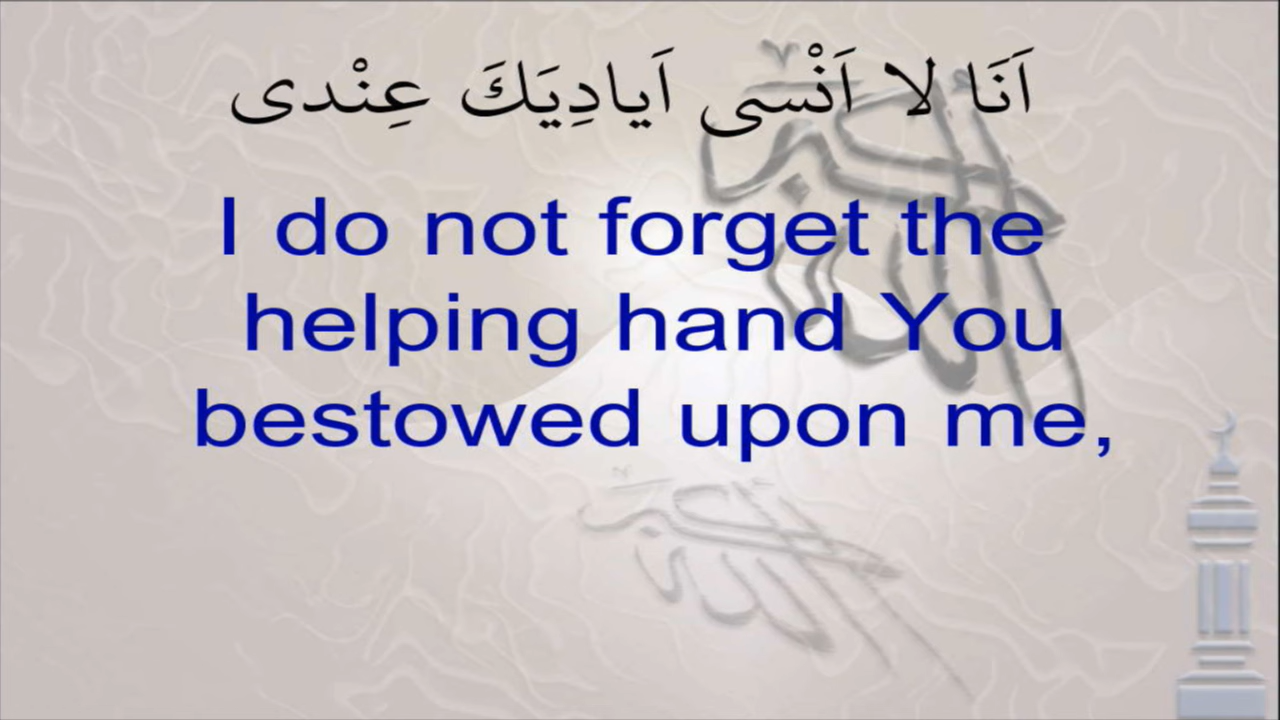 اَنَا لا اَنْسى اَيادِيَكَ عِنْدى
I do not forget the
helping hand You
bestowed upon me,